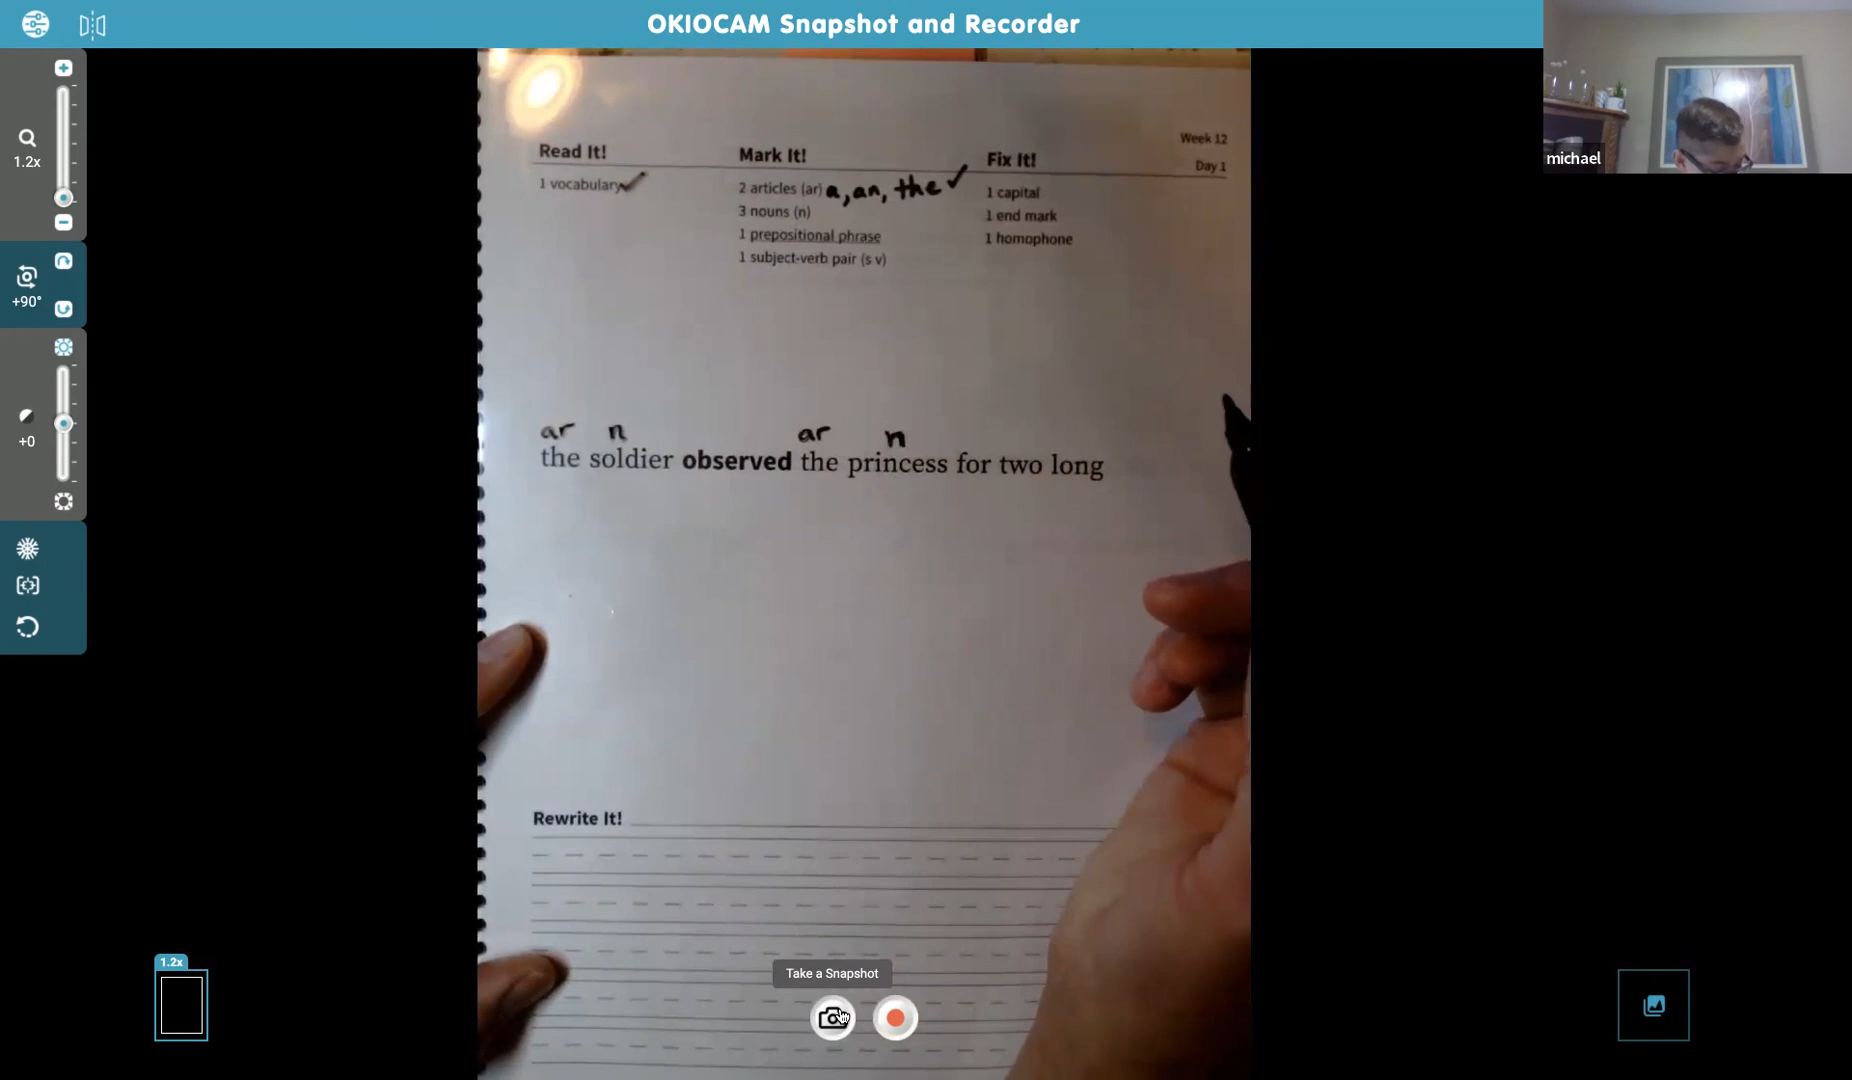 OKIOCAM Snapshot and Recorder
1.2x
+90°
+0
michael
Week 12
Day 1
Read It!
1 vocabulary ✓
Mark It!
2 articles (ar) a, an, the ✓
3 nouns (n)
1 prepositional phrase
1 subject-verb pair (s v)
Fix It!
1 capital
1 end mark
1 homophone
ar n ar n
the soldier observed the princess for two long
Rewrite It!
Take a Snapshot
1.2x